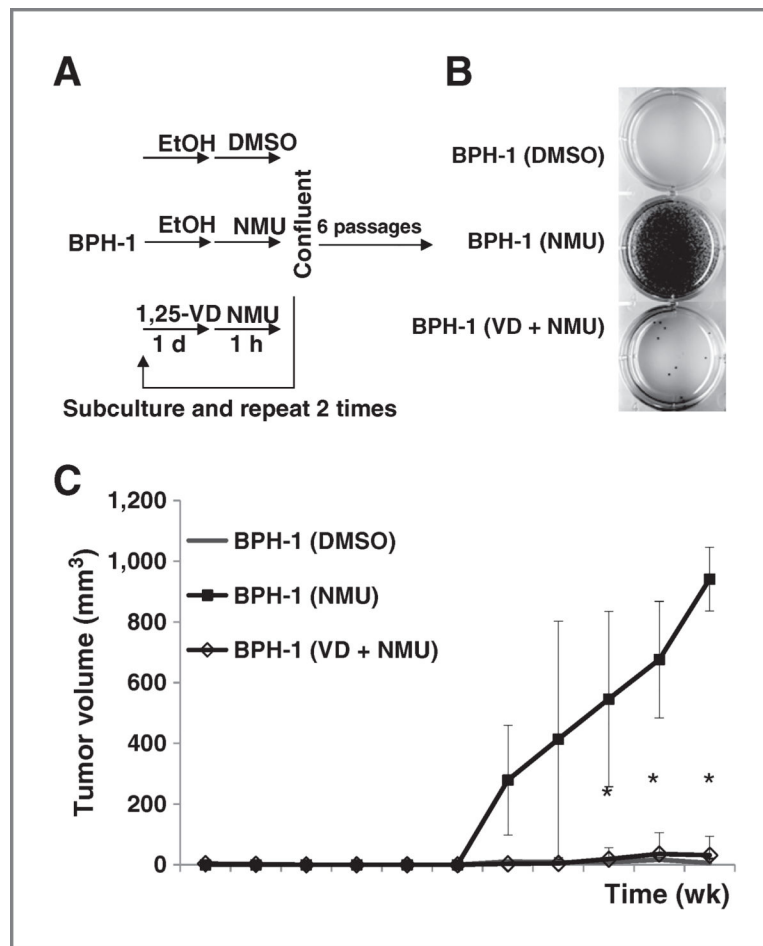 A
EtOH DMSO
BPH-1
EtOH NMU
1,25-VD NMU
1 d 1 h
Confluent
6 passages
Subculture and repeat 2 times
B
BPH-1 (DMSO)
BPH-1 (NMU)
BPH-1 (VD + NMU)
C
Tumor volume (mm³)
1,200
1,000
800
600
400
200
0
BPH-1 (DMSO)
BPH-1 (NMU)
BPH-1 (VD + NMU)
* * *
Time (wk)